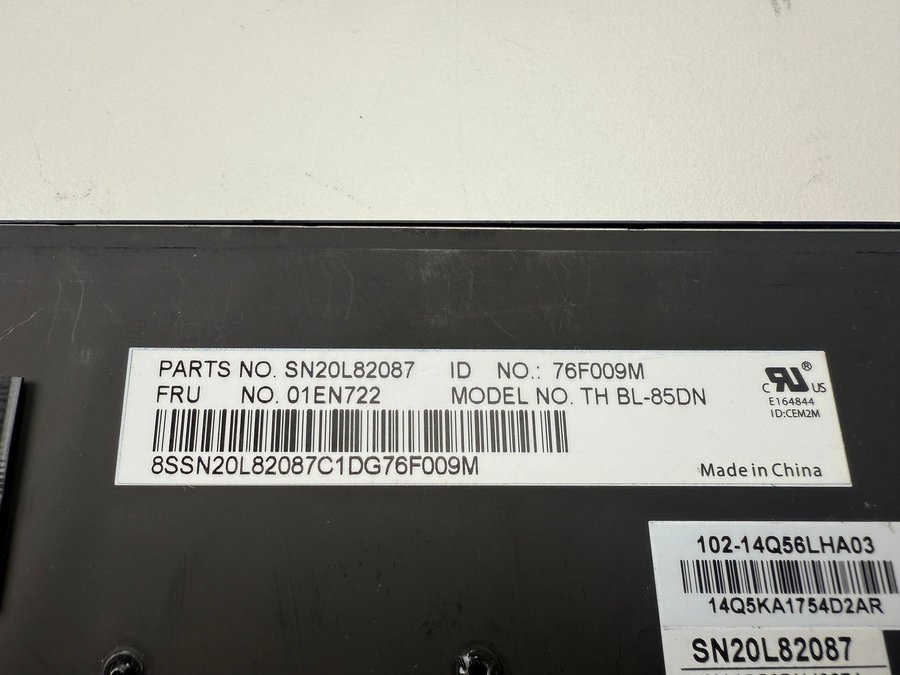 PARTS NO. SN20L82087 ID NO.: 76F009M
FRU NO. 01EN722 MODEL NO. TH BL-85DN
8SSN20L82087C1DG76F009M
C RU ® US
E164844
ID:CEM2M
Made in China
102-14Q56LHA03
14Q5KA1754D2AR
SN20L82087